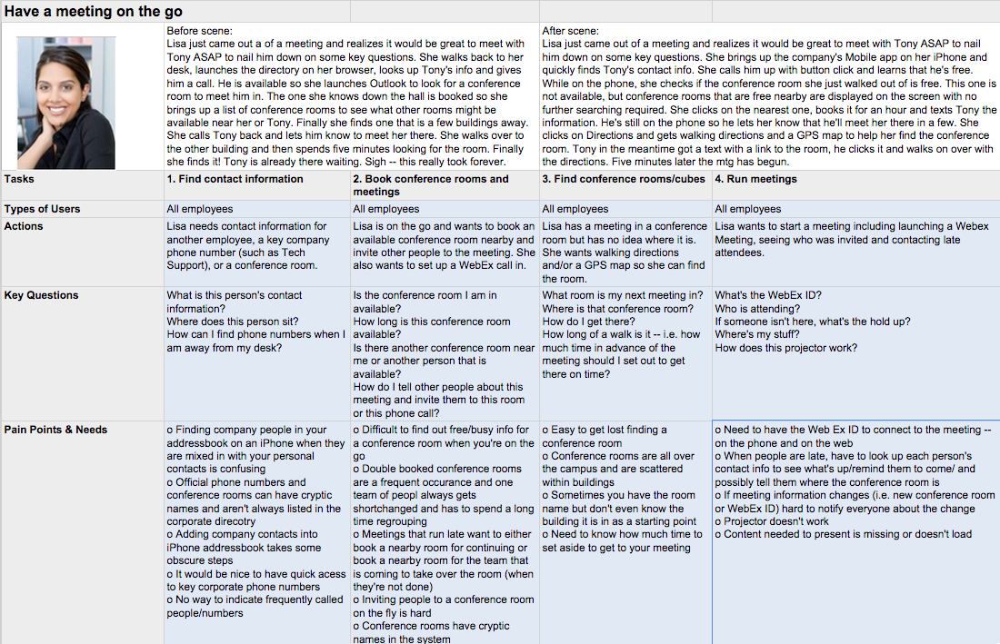 Have a meeting on the go
Before scene:
Lisa just came out a of a meeting and realizes it would be great to meet with
Tony ASAP to nail him down on some key questions. She walks back to her
desk, launches the directory on her browser, looks up Tony's info and gives
him a call. He is available so she launches Outlook to look for a conference
room to meet him in. The one she knows down the hall is booked so she
brings up a list of conference rooms to see what other rooms might be
available near her or Tony. Finally she finds one that is a few buildings away.
She calls Tony back and lets him know to meet her there. She walks over to
the other building and then spends five minutes looking for the room. Finally
she finds it! Tony is already there waiting. Sigh -- this really took forever.
After scene:
Lisa just came out of a meeting and realizes it would be great to meet with Tony ASAP to nail
him down on some key questions. She brings up the company's Mobile app on her iPhone and
quickly finds Tony's contact info. She calls him up with button click and learns that he's free.
While on the phone, she checks if the conference room she just walked out of is free. This one is
not available, but conference rooms that are free nearby are displayed on the screen with no
further searching required. She clicks on the nearest one, books it for an hour and texts Tony the
information. He's still on the phone so he lets her know that he'll meet her there in a few. She
clicks on Directions and gets walking directions and a GPS map to help her find the conference
room. Tony in the meantime got a text with a link to the room, he clicks it and walks on over with
the directions. Five minutes later the mtg has begun.
Tasks
1. Find contact information
2. Book conference rooms and
meetings
3. Find conference rooms/cubes
4. Run meetings
Types of Users
All employees
All employees
All employees
All employees
Actions
Lisa needs contact information for
another employee, a key company
phone number (such as Tech
Support), or a conference room.
Lisa is on the go and wants to book an
available conference room nearby and
invite other people to the meeting. She
also wants to set up a WebEx call in.
Lisa has a meeting in a conference
room but has no idea where it is.
She wants walking directions
and/or a GPS map so she can find
the room.
Lisa wants to start a meeting including launching a Webex
Meeting, seeing who was invited and contacting late
attendees.
Key Questions
What is this person's contact
information?
Where does this person sit?
How can I find phone numbers when I
am away from my desk?
Is the conference room I am in
available?
How long is this conference room
available?
Is there another conference room near
me or another person that is
available?
How do I tell other people about this
meeting and invite them to this room
or this phone call?
What room is my next meeting in?
Where is that conference room?
How do I get there?
How long of a walk is it -- i.e. how
much time in advance of the
meeting should I set out to get
there on time?
What's the WebEx ID?
Who is attending?
If someone isn't here, what's the hold up?
Where's my stuff?
How does this projector work?
Pain Points & Needs
o Finding company people in your
addressbook on an iPhone when they
are mixed in with your personal
contacts is confusing
o Official phone numbers and
conference rooms can have cryptic
names and aren't always listed in the
corporate direcotry
o Adding company contacts into
iPhone addressbook takes some
obscure steps
o It would be nice to have quick acess
to key corporate phone numbers
o No way to indicate frequently called
people/numbers
o Difficult to find out free/busy info for
a conference room when you're on the
go
o Double booked conference rooms
are a frequent occurance and one
team of peopl always gets
shortchanged and has to spend a long
time regrouping
o Meetings that run late want to either
book a nearby room for continuing or
book a nearby room for the team that
is coming to take over the room (when
they're not done)
o Inviting people to a conference room
on the fly is hard
o Conference rooms have cryptic
names in the system
o Easy to get lost finding a
conference room
o Conference rooms are all over
the campus and are scattered
within buildings
o Sometimes you have the room
name but don't even know the
building it is in as a starting point
o Need to know how much time to
set aside to get to your meeting
o Need to have the Web Ex ID to connect to the meeting --
on the phone and on the web
o When people are late, have to look up each person's
contact info to see what's up/remind them to come/ and
possibly tell them where the conference room is
o If meeting information changes (i.e. new conference room
or WebEx ID) hard to notify everyone about the change
o Projector doesn't work
o Content needed to present is missing or doesn't load